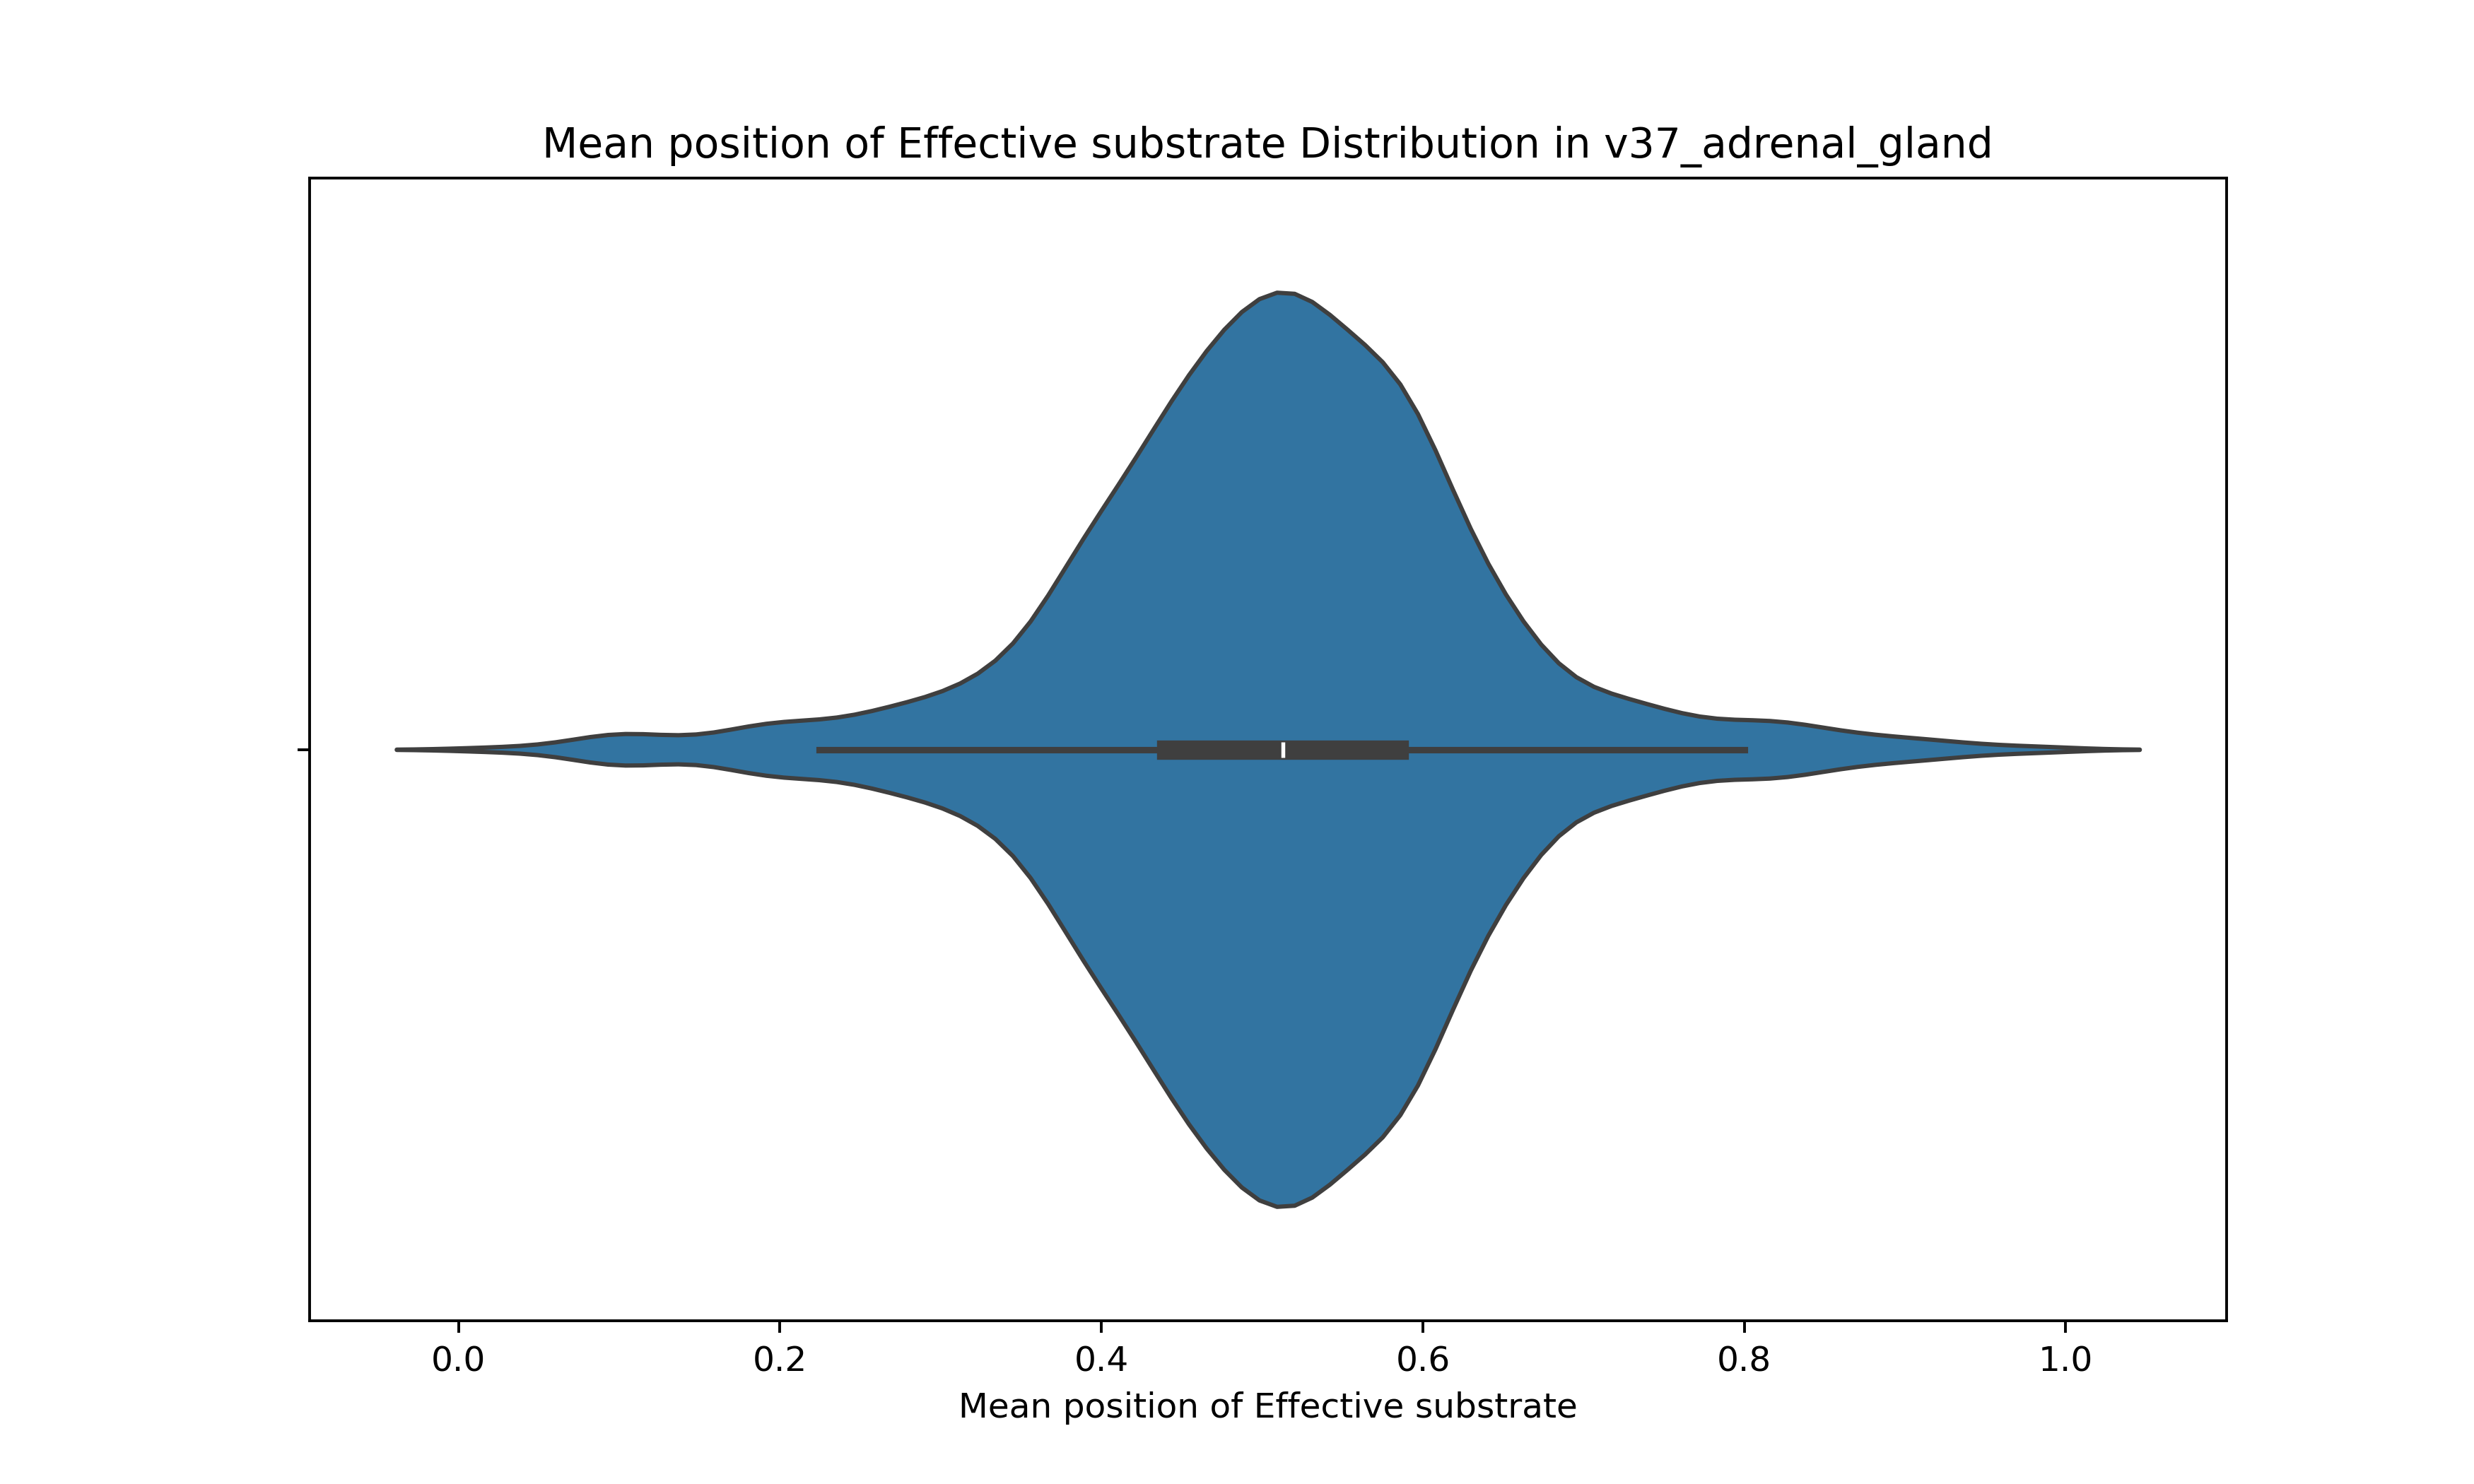 Mean position of Effective substrate Distribution in v37_adrenal_gland
0.0 0.2 0.4 0.6 0.8 1.0
Mean position of Effective substrate